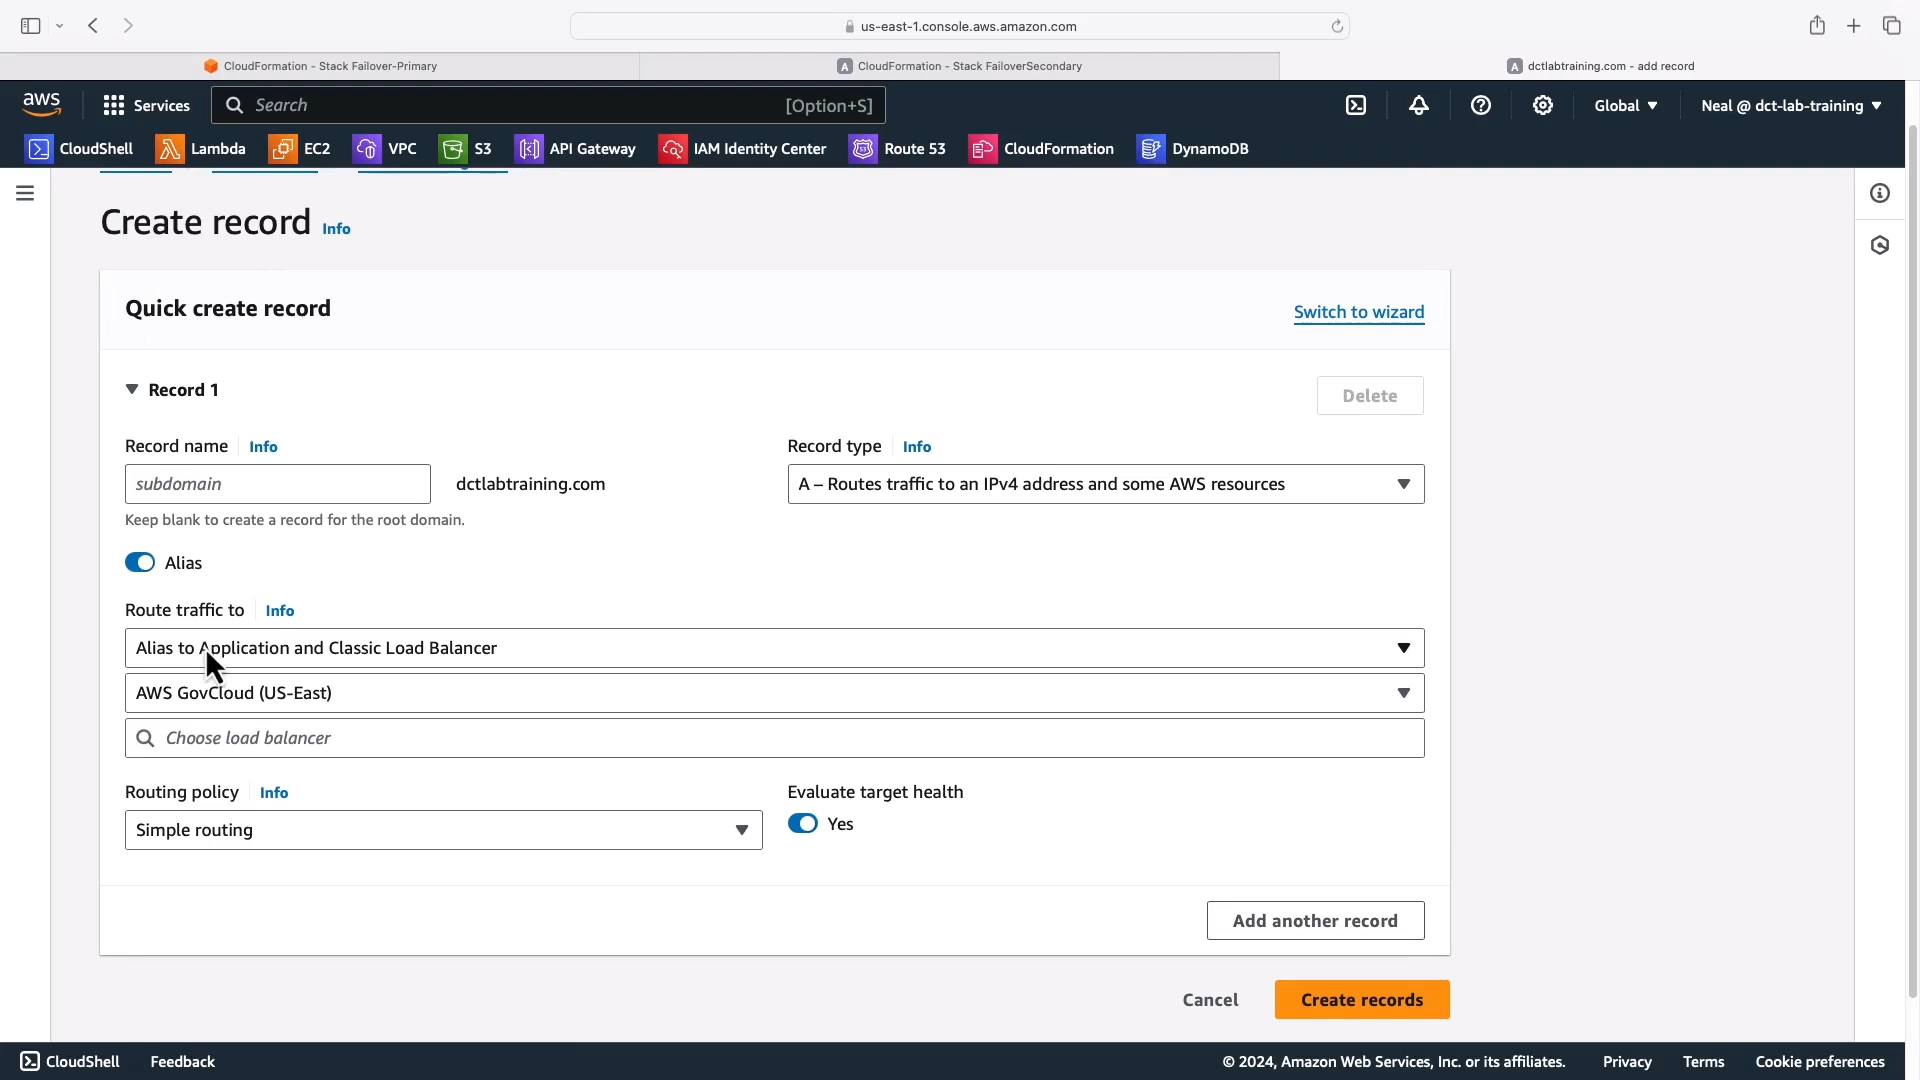 us-east-1.console.aws.amazon.com
CloudFormation - Stack Failover-Primary
A CloudFormation - Stack FailoverSecondary
A dctlabtraining.com - add record
aws
Services
Search
[Option+S]
Global
Neal @ dct-lab-training
CloudShell
Lambda
EC2
VPC
S3
API Gateway
IAM Identity Center
Route 53
CloudFormation
DynamoDB
Create record Info
Quick create record
Switch to wizard
Record 1
Delete
Record name Info
Record type Info
subdomain
dctlabtraining.com
A – Routes traffic to an IPv4 address and some AWS resources
Keep blank to create a record for the root domain.
Alias
Route traffic to Info
Alias to Application and Classic Load Balancer
AWS GovCloud (US-East)
Choose load balancer
Routing policy Info
Evaluate target health
Simple routing
Yes
Add another record
Cancel
Create records
CloudShell
Feedback
© 2024, Amazon Web Services, Inc. or its affiliates.
Privacy
Terms
Cookie preferences